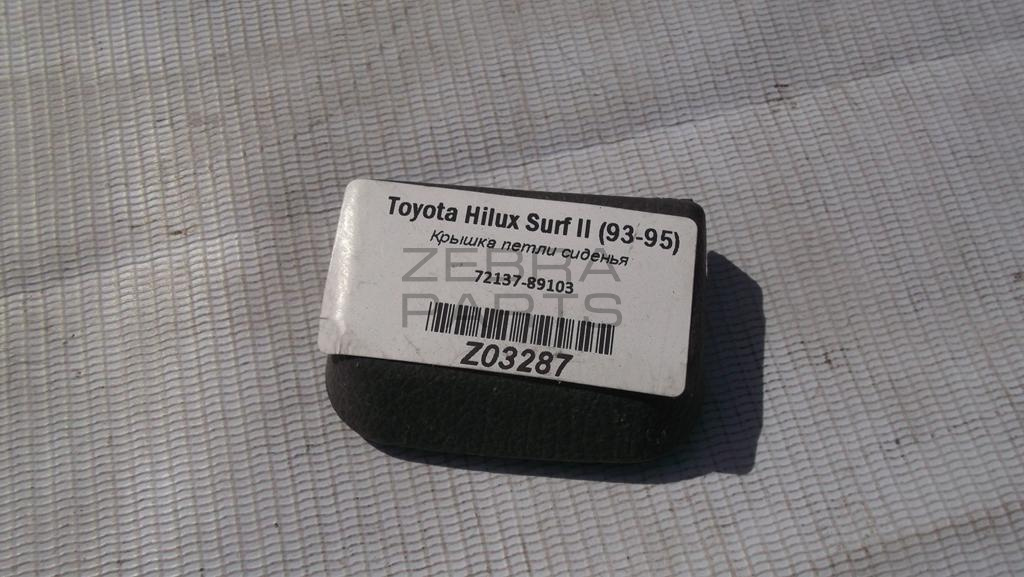 Toyota Hilux Surf II (93-95)
Крышка петли сиденья
ZEBRA
72137-89103
PARTS
Z03287